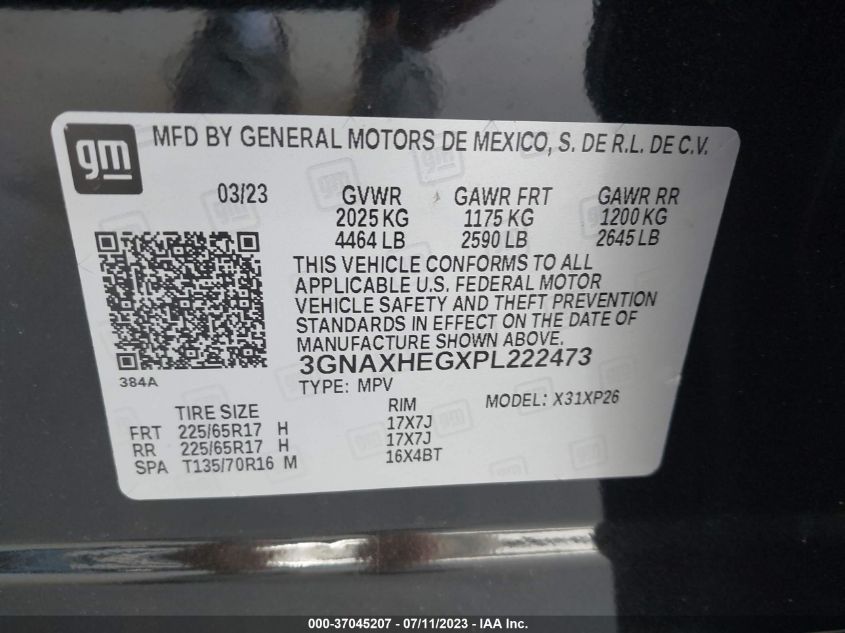 gm
MFD BY GENERAL MOTORS DE MEXICO, S. DE R.L. DE C.V.
03/23 GVWR GAWR FRT GAWR RR
2025 KG 1175 KG 1200 KG
4464 LB 2590 LB 2645 LB
THIS VEHICLE CONFORMS TO ALL
APPLICABLE U.S. FEDERAL MOTOR
VEHICLE SAFETY AND THEFT PREVENTION
STANDARDS IN EFFECT ON THE DATE OF
MANUFACTURE SHOWN ABOVE.
384A
3GNAXHEGXPL222473
TYPE: MPV MODEL: X31XP26
TIRE SIZE RIM
FRT 225/65R17 H 17X7J
RR 225/65R17 H 17X7J
SPA T135/70R16 M 16X4BT
000-37045207 - 07/11/2023 - IAAI.COM